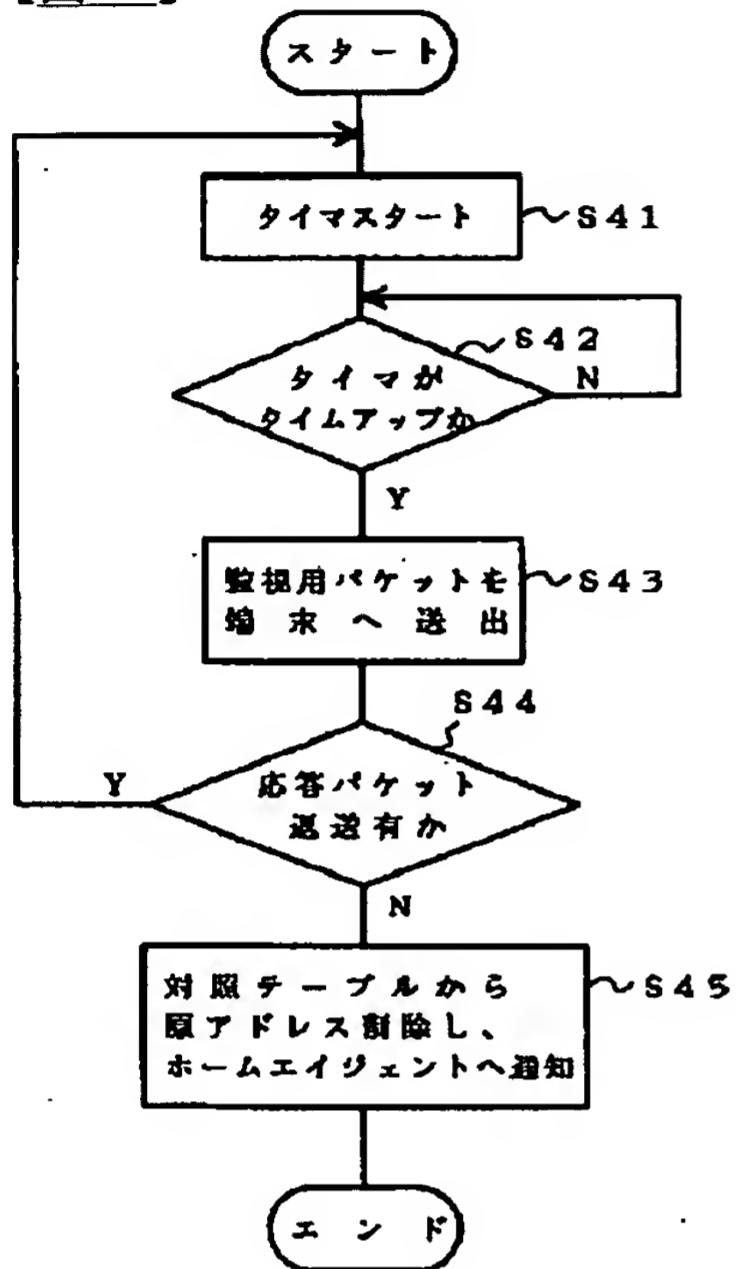 スタート
タイマスタート
S41
S42
タイマが
タイムアップか
N
Y
監視用パケットを
端末へ送出
S43
S44
応答パケット
返送有か
Y
N
対照テーブルから
原アドレス削除し、
ホームエイジェントへ通知
S45
エンド